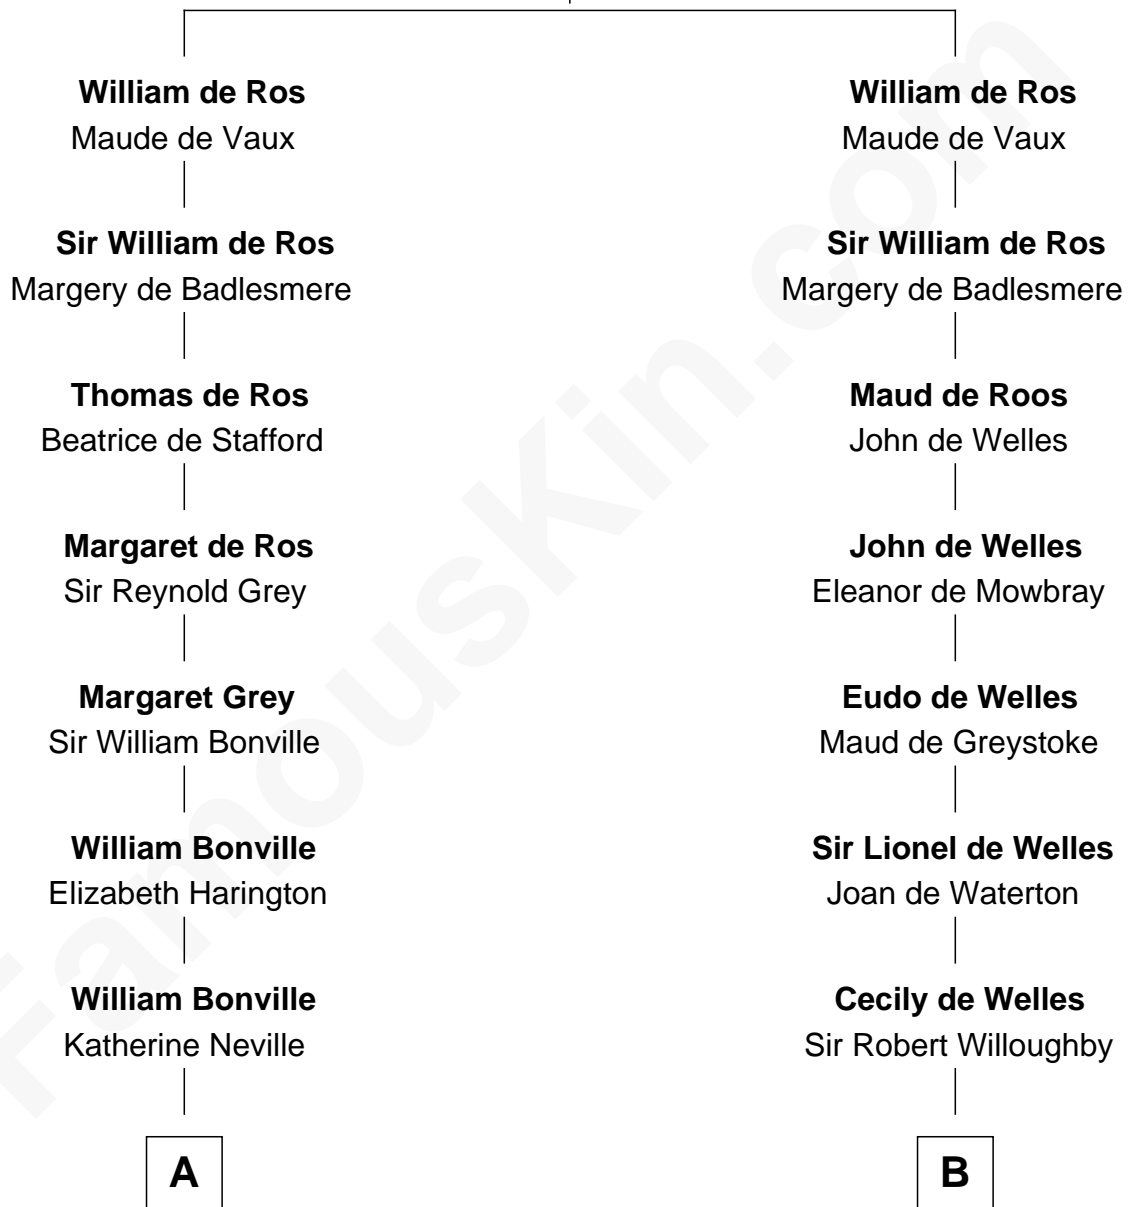 William de Ros
Maude de Vaux
Sir William de Ros
Margery de Badlesmere
Thomas de Ros
Beatrice de Stafford
Margaret de Ros
Sir Reynold Grey
Margaret Grey
Sir William Bonville
William Bonville
Elizabeth Harington
William Bonville
Katherine Neville
A
William de Ros
Maude de Vaux
Sir William de Ros
Margery de Badlesmere
Maud de Roos
John de Welles
John de Welles
Eleanor de Mowbray
Eudo de Welles
Maud de Greystoke
Sir Lionel de Welles
Joan de Waterton
Cecily de Welles
Sir Robert Willoughby
B
FamousKin.com